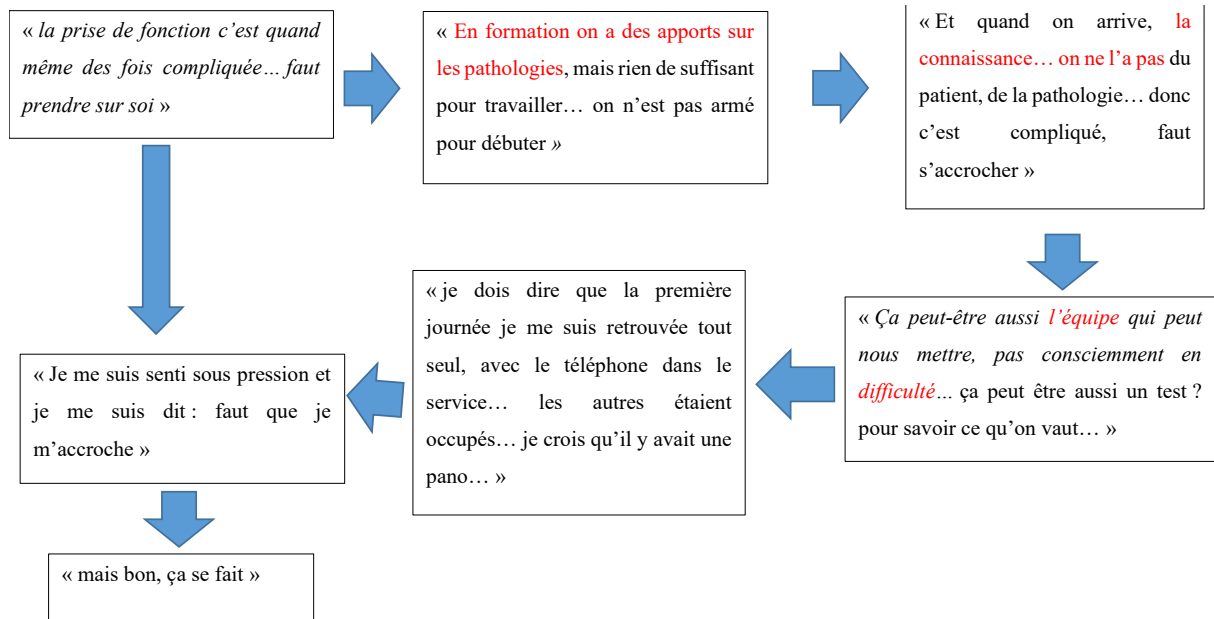 « la prise de fonction c’est quand
même des fois compliquée… faut
prendre sur soi »
« En formation on a des apports sur
les pathologies, mais rien de suffisant
pour travailler… on n’est pas armé
pour débuter »
« Et quand on arrive, la
connaissance… on ne l’a pas du
patient, de la pathologie… donc
c’est compliqué, faut
s’accrocher »
« Ça peut-être aussi l’équipe qui peut
nous mettre, pas consciemment en
difficulté… ça peut être aussi un test ?
pour savoir ce qu’on vaut… »
« je dois dire que la première
journée je me suis retrouvée tout
seul, avec le téléphone dans le
service… les autres étaient
occupés… je crois qu’il y avait une
pano… »
« Je me suis senti sous pression et
je me suis dit : faut que je
m’accroche »
« mais bon, ça se fait »